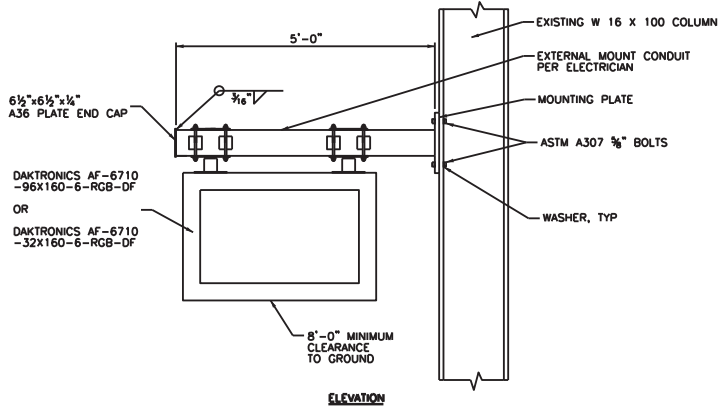 EXISTING W 16 X 100 COLUMN
5'-0"
EXTERNAL MOUNT CONDUIT
PER ELECTRICIAN
3/16"
6½"x6½"x¼"
A36 PLATE END CAP
MOUNTING PLATE
ASTM A307 ⅝" BOLTS
DAKTRONICS AF-6710
-96X160-6-RGB-DF
OR
DAKTRONICS AF-6710
-32X160-6-RGB-DF
WASHER, TYP
8'-0" MINIMUM
CLEARANCE
TO GROUND
ELEVATION